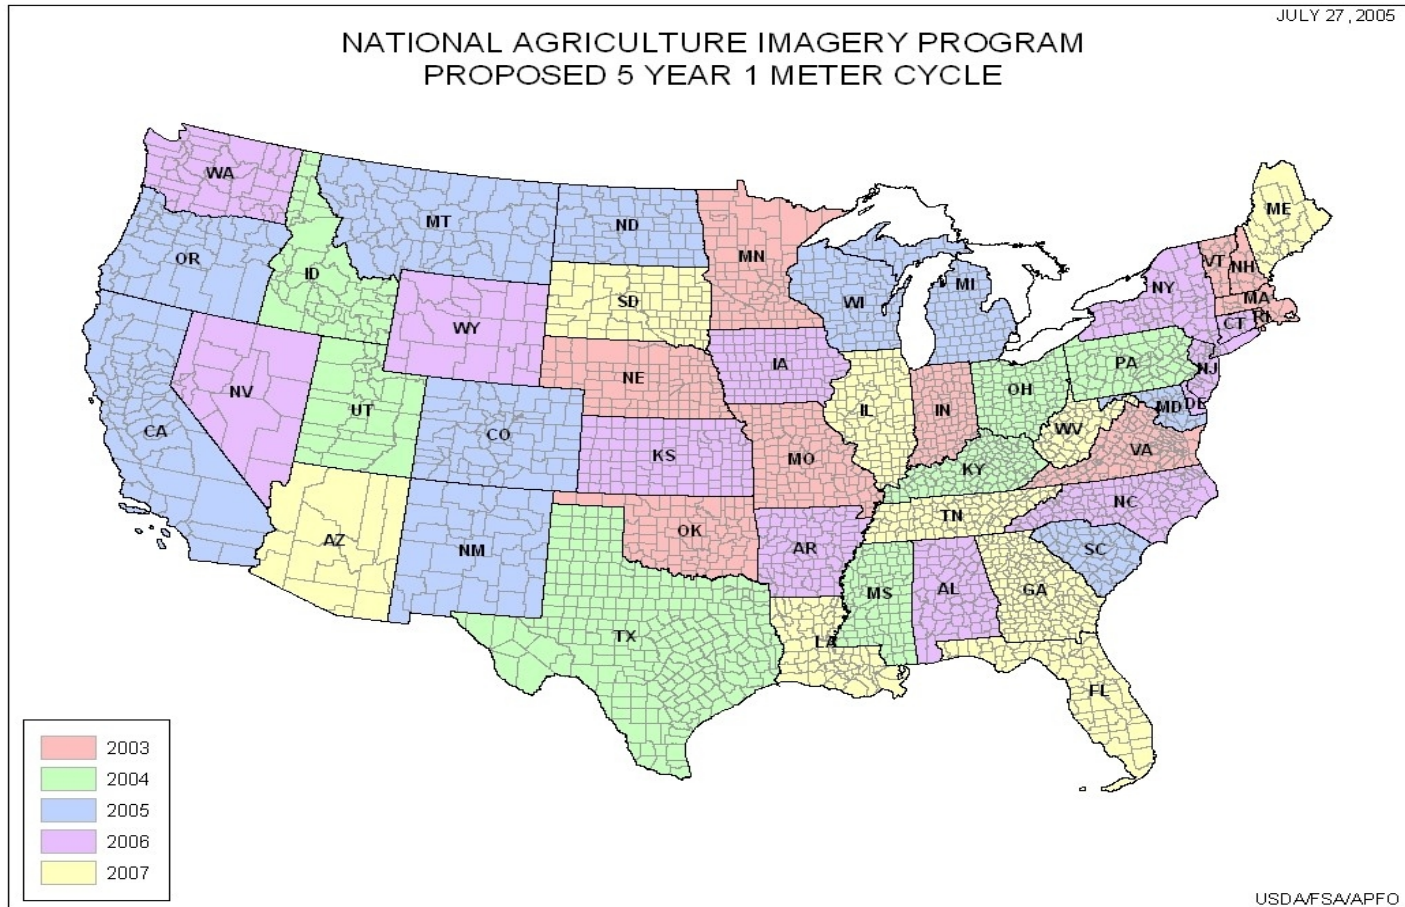 JULY 27, 2005
NATIONAL AGRICULTURE IMAGERY PROGRAM
PROPOSED 5 YEAR 1 METER CYCLE
WA
MT
ND
MN
ME
OR
ID
SD
WI
MI
VT
NH
NY
MA
WY
CT
RI
NV
NE
IA
PA
NJ
UT
IL
IN
OH
MD
DE
CA
CO
KS
MO
KY
WV
VA
AZ
NM
OK
AR
TN
NC
SC
TX
LA
MS
AL
GA
FL
2003
2004
2005
2006
2007
USDA/FSA/APFO